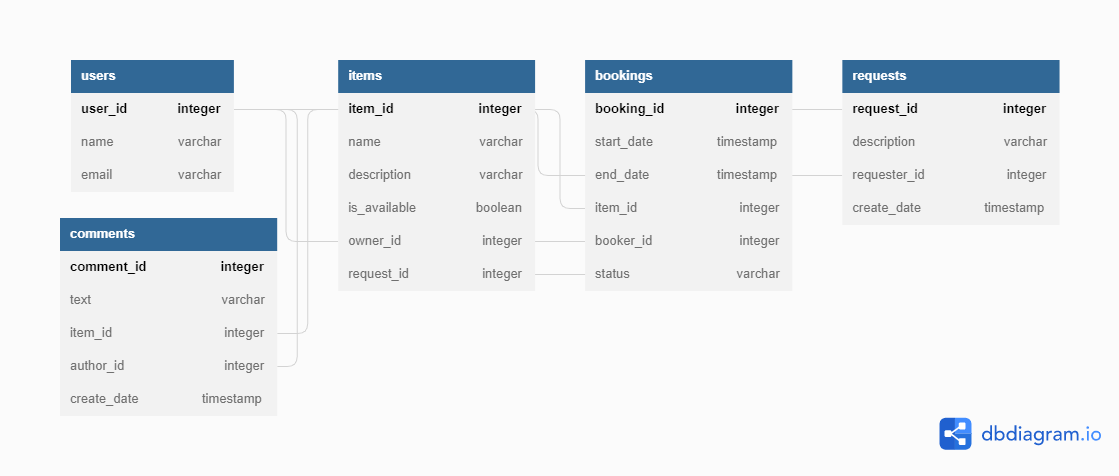 users
user_id integer
name varchar
email varchar
comments
comment_id integer
text varchar
item_id integer
author_id integer
create_date timestamp
items
item_id integer
name varchar
description varchar
is_available boolean
owner_id integer
request_id integer
bookings
booking_id integer
start_date timestamp
end_date timestamp
item_id integer
booker_id integer
status varchar
requests
request_id integer
description varchar
requester_id integer
create_date timestamp
dbdiagram.io